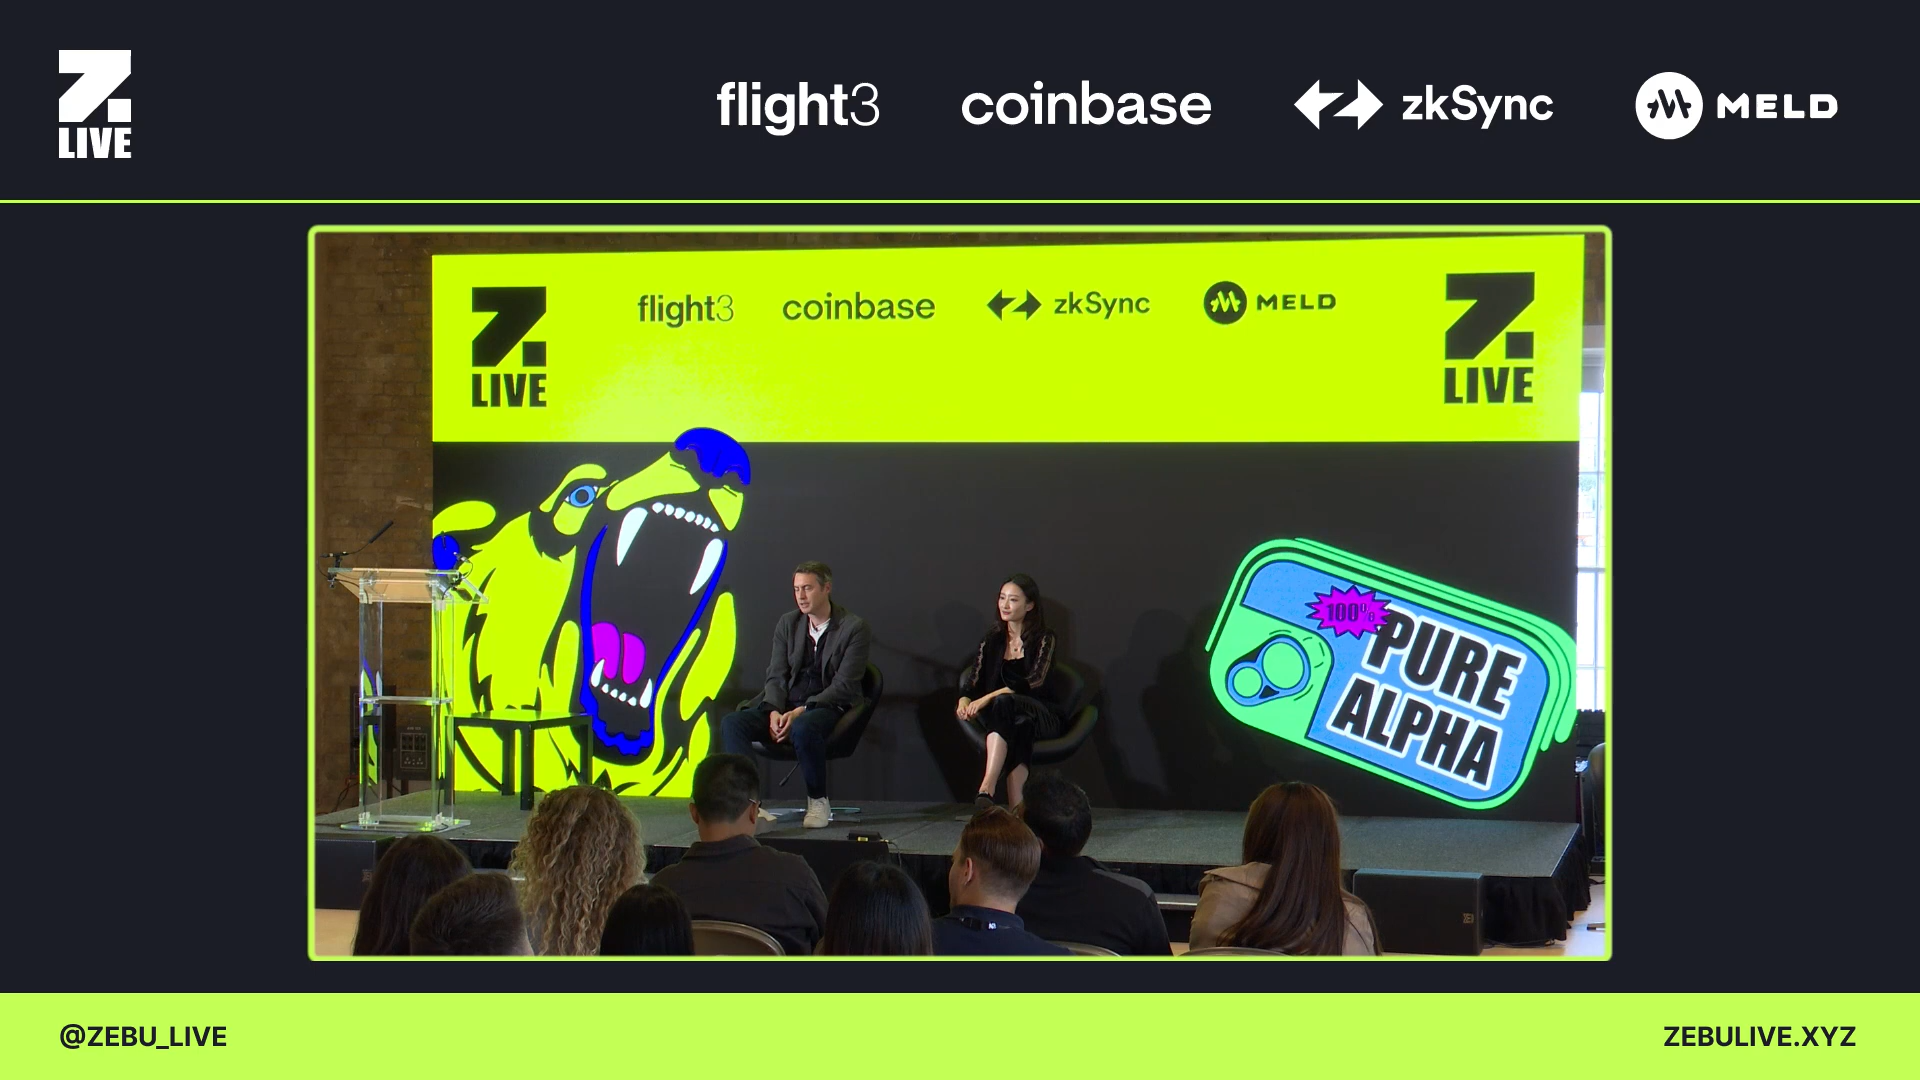 Z.
LIVE
flight3
coinbase
zkSync
MELD
Z.
LIVE
flight3
coinbase
zkSync
MELD
Z.
LIVE
100%
PURE
ALPHA
@ZEBU_LIVE
ZEBULIVE.XYZ